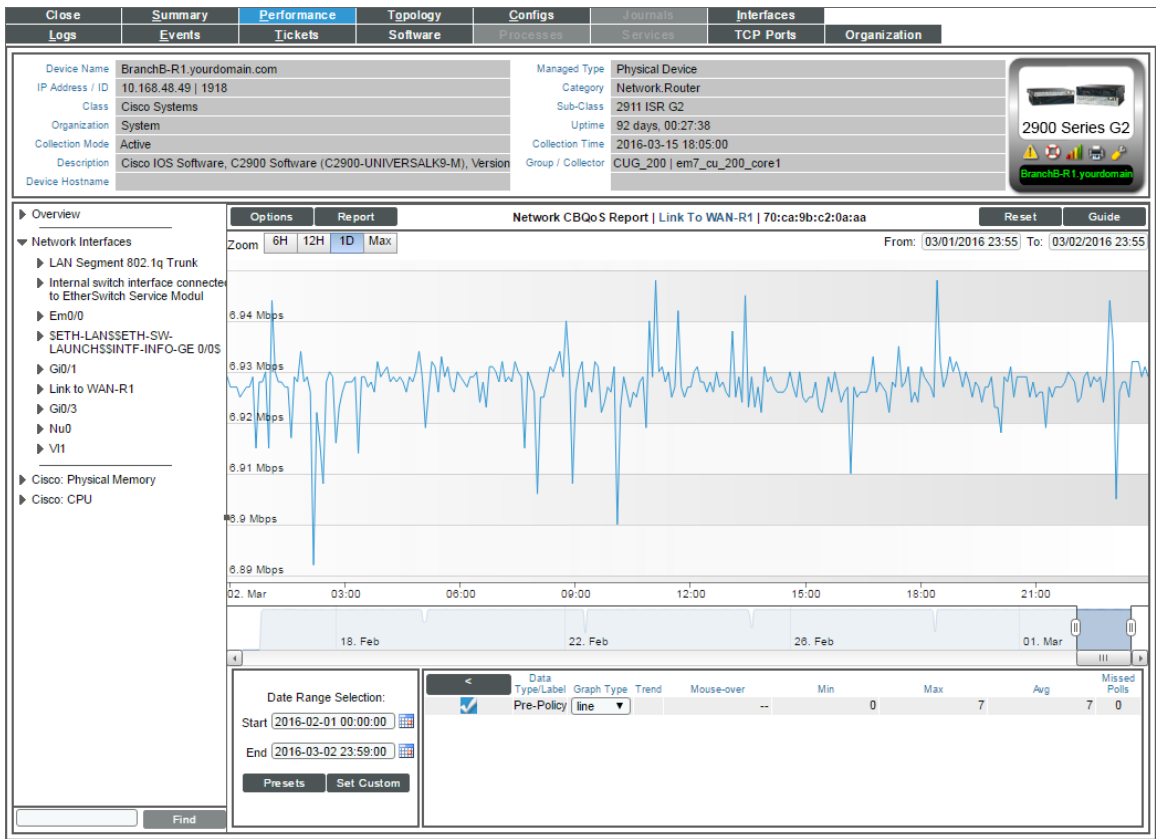 Close Summary Performance Topology Configs Journals Interfaces
Logs Events Tickets Software Processes Services TCP Ports Organization
Device Name BranchB-R1.yourdomain.com Managed Type Physical Device
IP Address / ID 10.168.48.49 | 1918 Category Network.Router
Class Cisco Systems Sub-Class 2911 ISR G2
Organization System Uptime 92 days, 00:27:38
Collection Mode Active Collection Time 2016-03-15 18:05:00
Description Cisco IOS Software, C2900 Software (C2900-UNIVERSALK9-M), Version Group / Collector CUG_200 | em7_cu_200_core1
Device Hostname
2900 Series G2
BranchB-R1.yourdomain
Overview
Network Interfaces
LAN Segment 802.1q Trunk
Internal switch interface connected
to EtherSwitch Service Modul
Em0/0
$ETH-LAN$$ETH-SW-
LAUNCH$$INTF-INFO-GE 0/0$
Gi0/1
Link to WAN-R1
Gi0/3
Nu0
Vl1
Cisco: Physical Memory
Cisco: CPU
Find
Options Report Network CBQoS Report | Link To WAN-R1 | 70:ca:9b:c2:0a:aa Reset Guide
Zoom 6H 12H 1D Max From: 03/01/2016 23:55 To: 03/02/2016 23:55
6.94 Mbps
6.93 Mbps
6.92 Mbps
6.91 Mbps
6.9 Mbps
6.89 Mbps
02. Mar 03:00 06:00 09:00 12:00 15:00 18:00 21:00
18. Feb 22. Feb 26. Feb 01. Mar
Date Range Selection:
Start 2016-02-01 00:00:00
End 2016-03-02 23:59:00
Presets Set Custom
< Data Type/Label Graph Type Trend Mouse-over Min Max Avg Missed Polls
Pre-Policy line -- 0 7 7 0